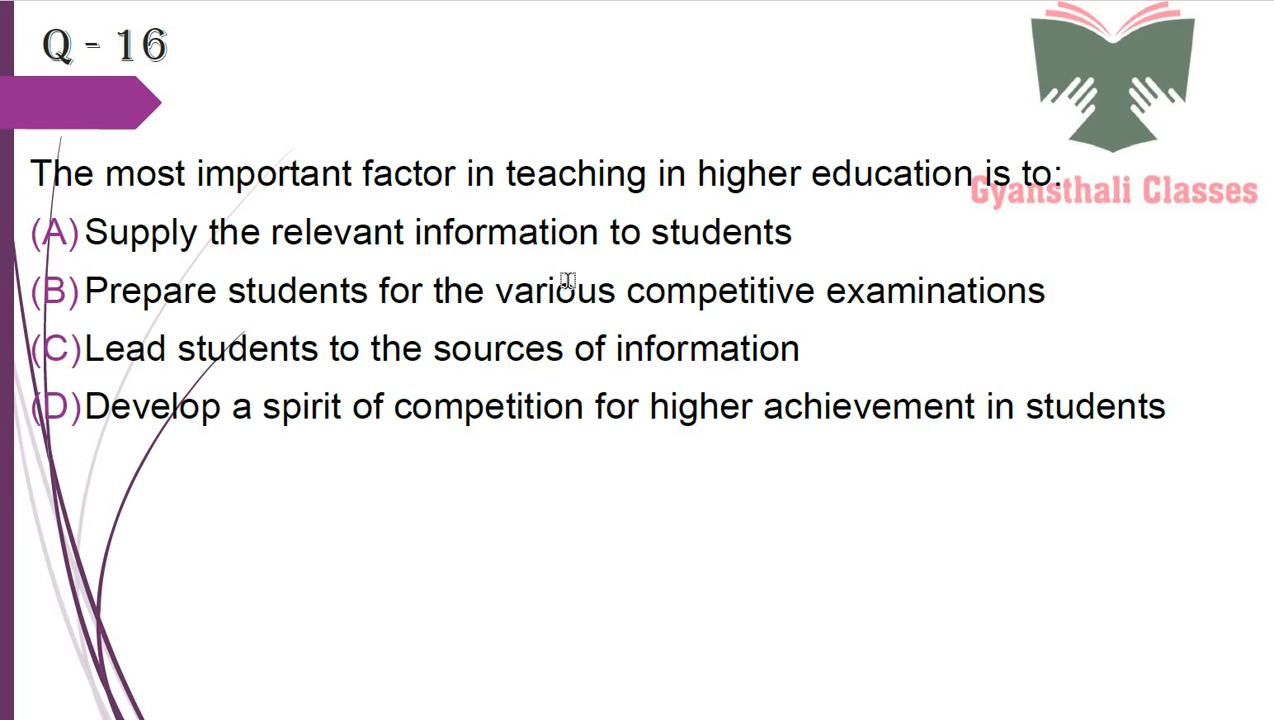 Q - 16
The most important factor in teaching in higher education is to:
Gyansthali Classes
(A) Supply the relevant information to students
(B) Prepare students for the various competitive examinations
(C) Lead students to the sources of information
(D) Develop a spirit of competition for higher achievement in students